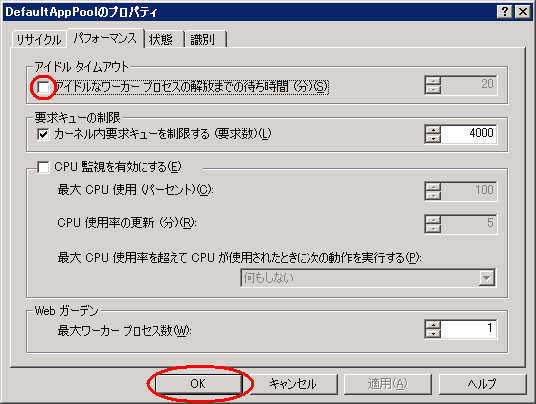 DefaultAppPoolのプロパティ
リサイクル パフォーマンス 状態 識別
アイドル タイムアウト
アイドルなワーカー プロセスの解放までの待ち時間 (分)(S) 20
要求キューの制限
カーネル内要求キューを制限する (要求数)(L) 4000
CPU 監視を有効にする(E)
最大 CPU 使用 (パーセント)(C): 100
CPU 使用率の更新 (分)(R): 5
最大 CPU 使用率を超えて CPU が使用されたときに次の動作を実行する(P):
何もしない
Web ガーデン
最大ワーカー プロセス数(W): 1
OK キャンセル 適用(A) ヘルプ